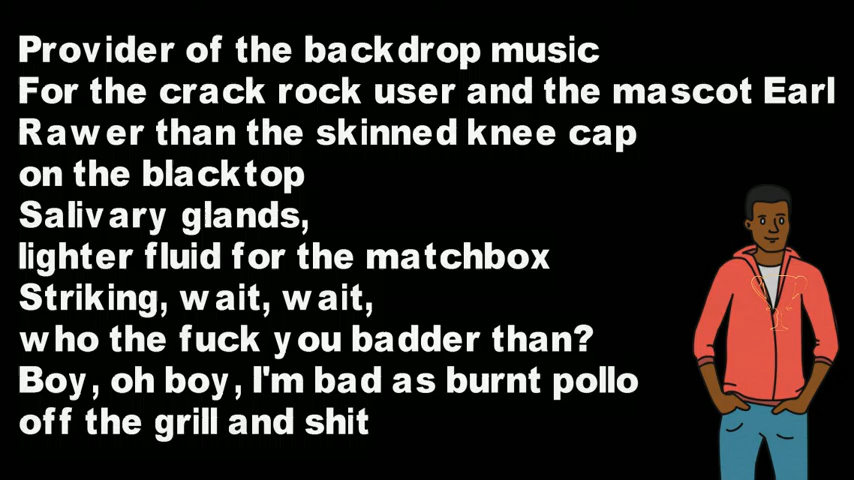 Provider of the backdrop music
For the crack rock user and the mascot Earl
Rawer than the skinned knee cap
on the blacktop
Salivary glands,
lighter fluid for the matchbox
Striking, wait, wait,
who the fuck you badder than?
Boy, oh boy, I'm bad as burnt pollo
off the grill and shit